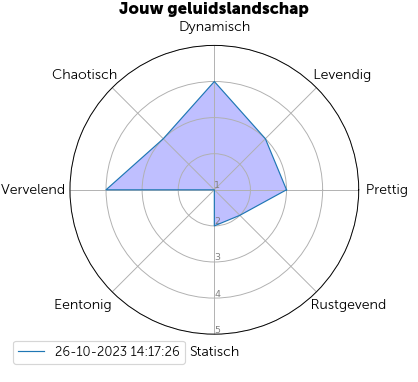 Jouw geluidslandschap
Dynamisch
Chaotisch
Levendig
Vervelend
Prettig
1
2
3
4
5
Eentonig
Rustgevend
26-10-2023 14:17:26
Statisch